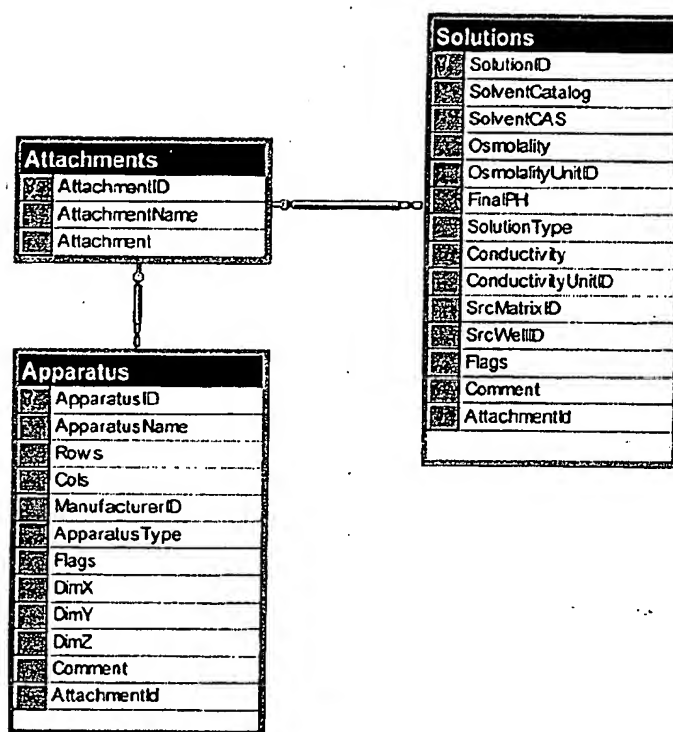 Attachments
AttachmentID
AttachmentName
Attachment
Solutions
SolutionID
SolventCatalog
SolventCAS
Osmolality
OsmolalityUnitID
FinalPH
SolutionType
Conductivity
ConductivityUnitID
SrcMatrixID
SrcWellID
Flags
Comment
AttachmentId
Apparatus
ApparatusID
ApparatusName
Rows
Cols
ManufacturerID
ApparatusType
Flags
DimX
DimY
DimZ
Comment
AttachmentId